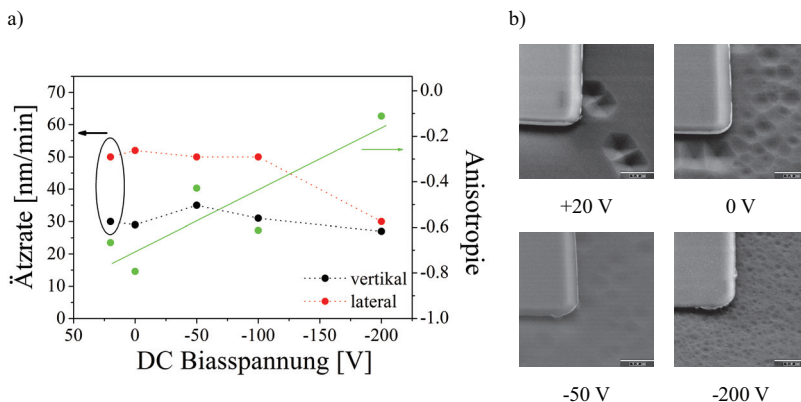 a)
b)
Ätzrate [nm/min]
70
60
50
40
30
20
10
0
50
0
-50
-100
-150
-200
DC Biasspannung [V]
0.0
-0.2
-0.4
-0.6
-0.8
-1.0
Anisotropie
vertikal
lateral
+20 V
0 V
-50 V
-200 V